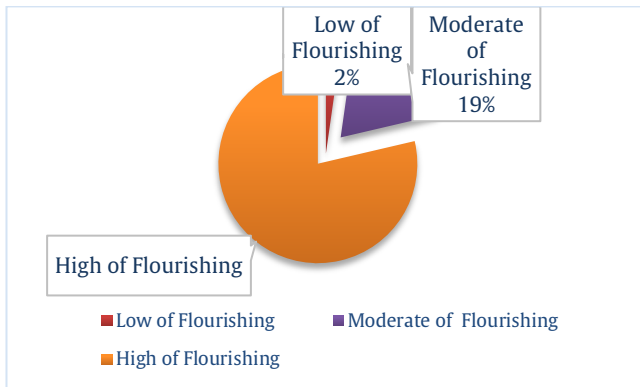 Low of
Flourishing
2%
Moderate
of
Flourishing
19%
High of Flourishing
Low of Flourishing
Moderate of Flourishing
High of Flourishing